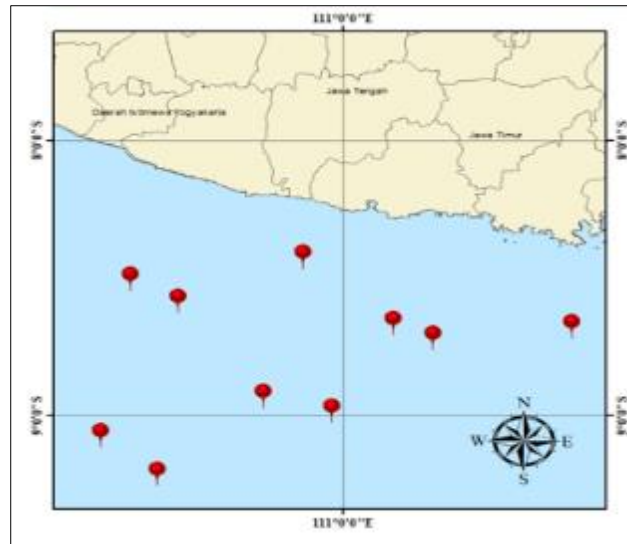 111°0'0"E
Jawa Tengah
Daerah Istimewa Yogyakarta
Jawa Timur
8°0'0"S
8°0'0"S
9°0'0"S
9°0'0"S
N
W
E
S
111°0'0"E